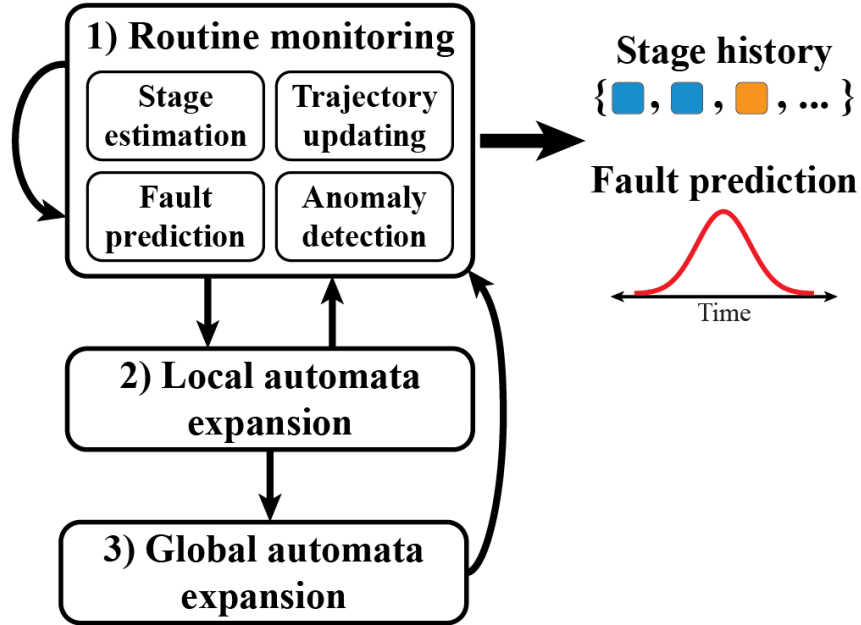 1) Routine monitoring
Stage
estimation
Trajectory
updating
Fault
prediction
Anomaly
detection
2) Local automata
expansion
3) Global automata
expansion
Stage history
{ , , , ... }
Fault prediction
Time